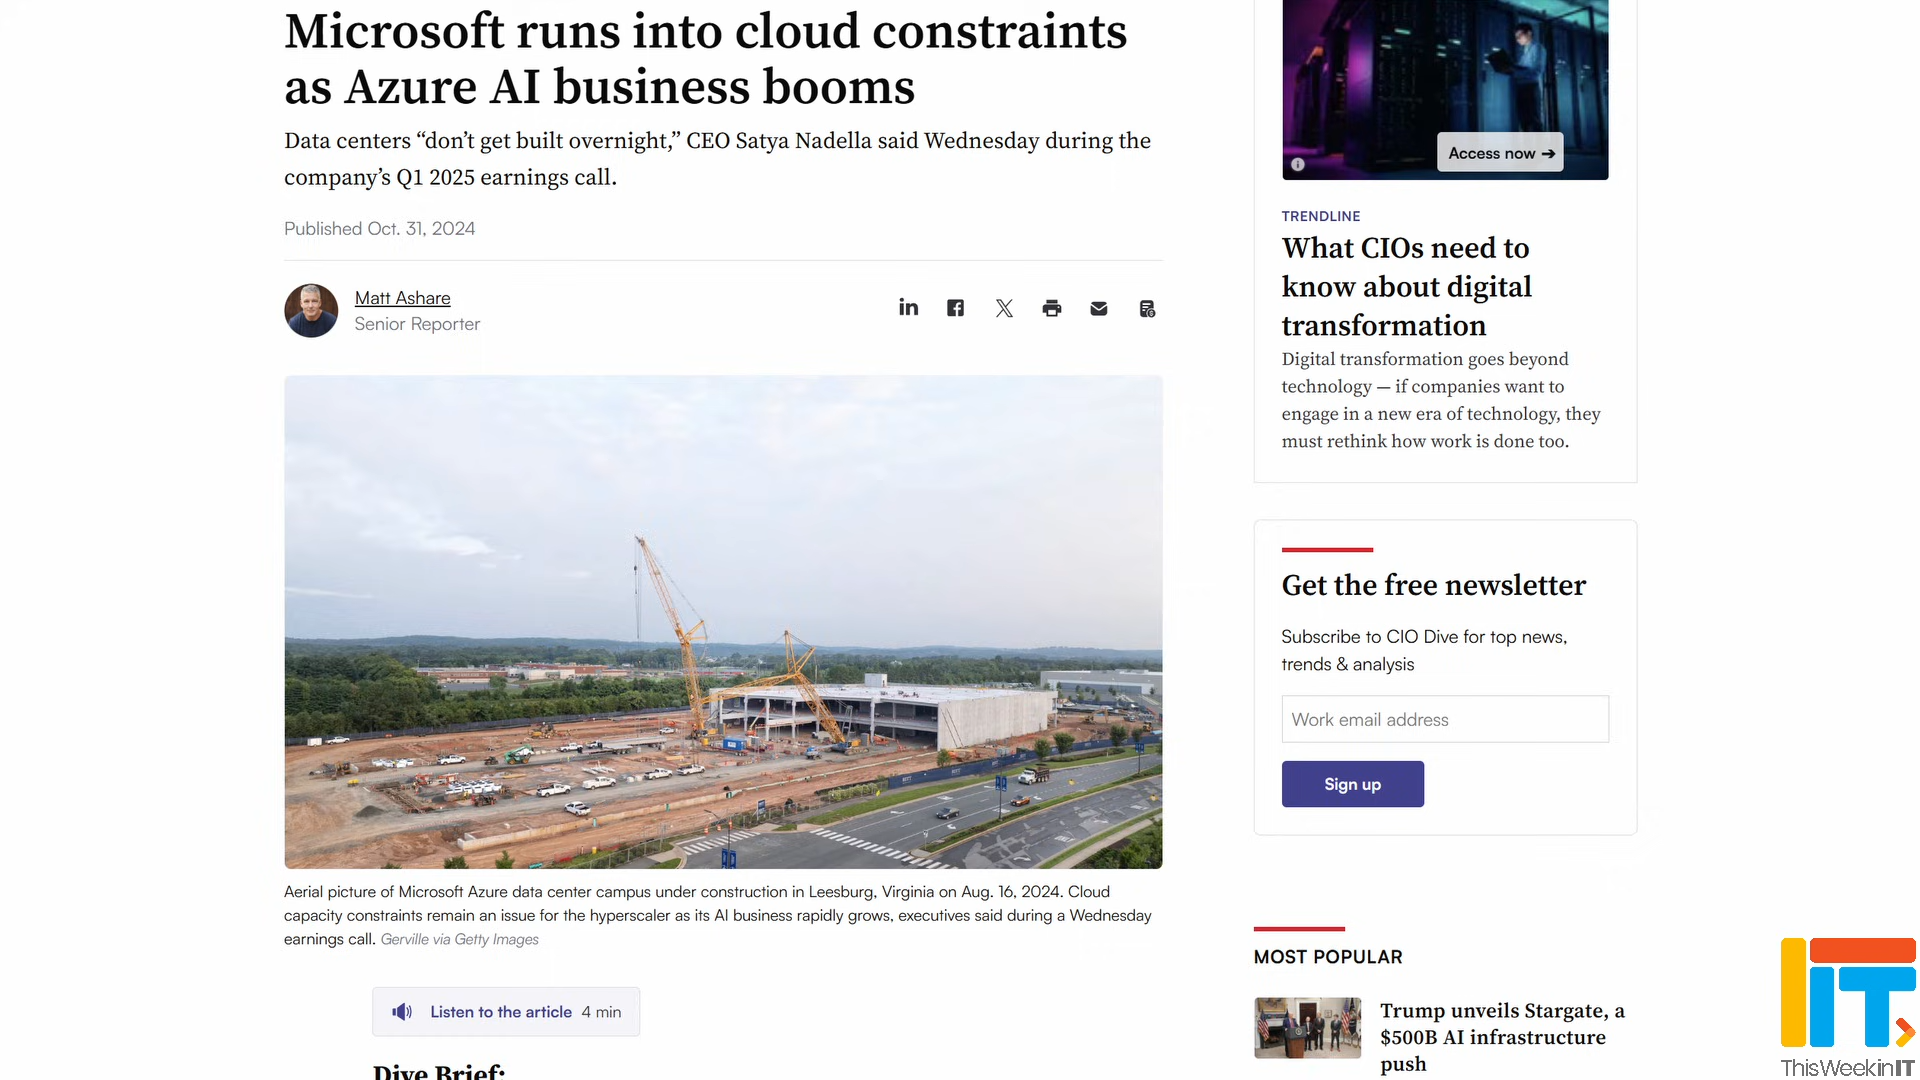 Microsoft runs into cloud constraints
as Azure AI business booms
Data centers “don’t get built overnight,” CEO Satya Nadella said Wednesday during the
company’s Q1 2025 earnings call.
Published Oct. 31, 2024
Matt Ashare
Senior Reporter
Aerial picture of Microsoft Azure data center campus under construction in Leesburg, Virginia on Aug. 16, 2024. Cloud
capacity constraints remain an issue for the hyperscaler as its AI business rapidly grows, executives said during a Wednesday
earnings call. Gerville via Getty Images
Listen to the article 4 min
Dive Brief:
Access now →
TRENDLINE
What CIOs need to
know about digital
transformation
Digital transformation goes beyond
technology — if companies want to
engage in a new era of technology, they
must rethink how work is done too.
Get the free newsletter
Subscribe to CIO Dive for top news,
trends & analysis
Work email address
Sign up
MOST POPULAR
Trump unveils Stargate, a
$500B AI infrastructure
push
IT
ThisWeekinIT